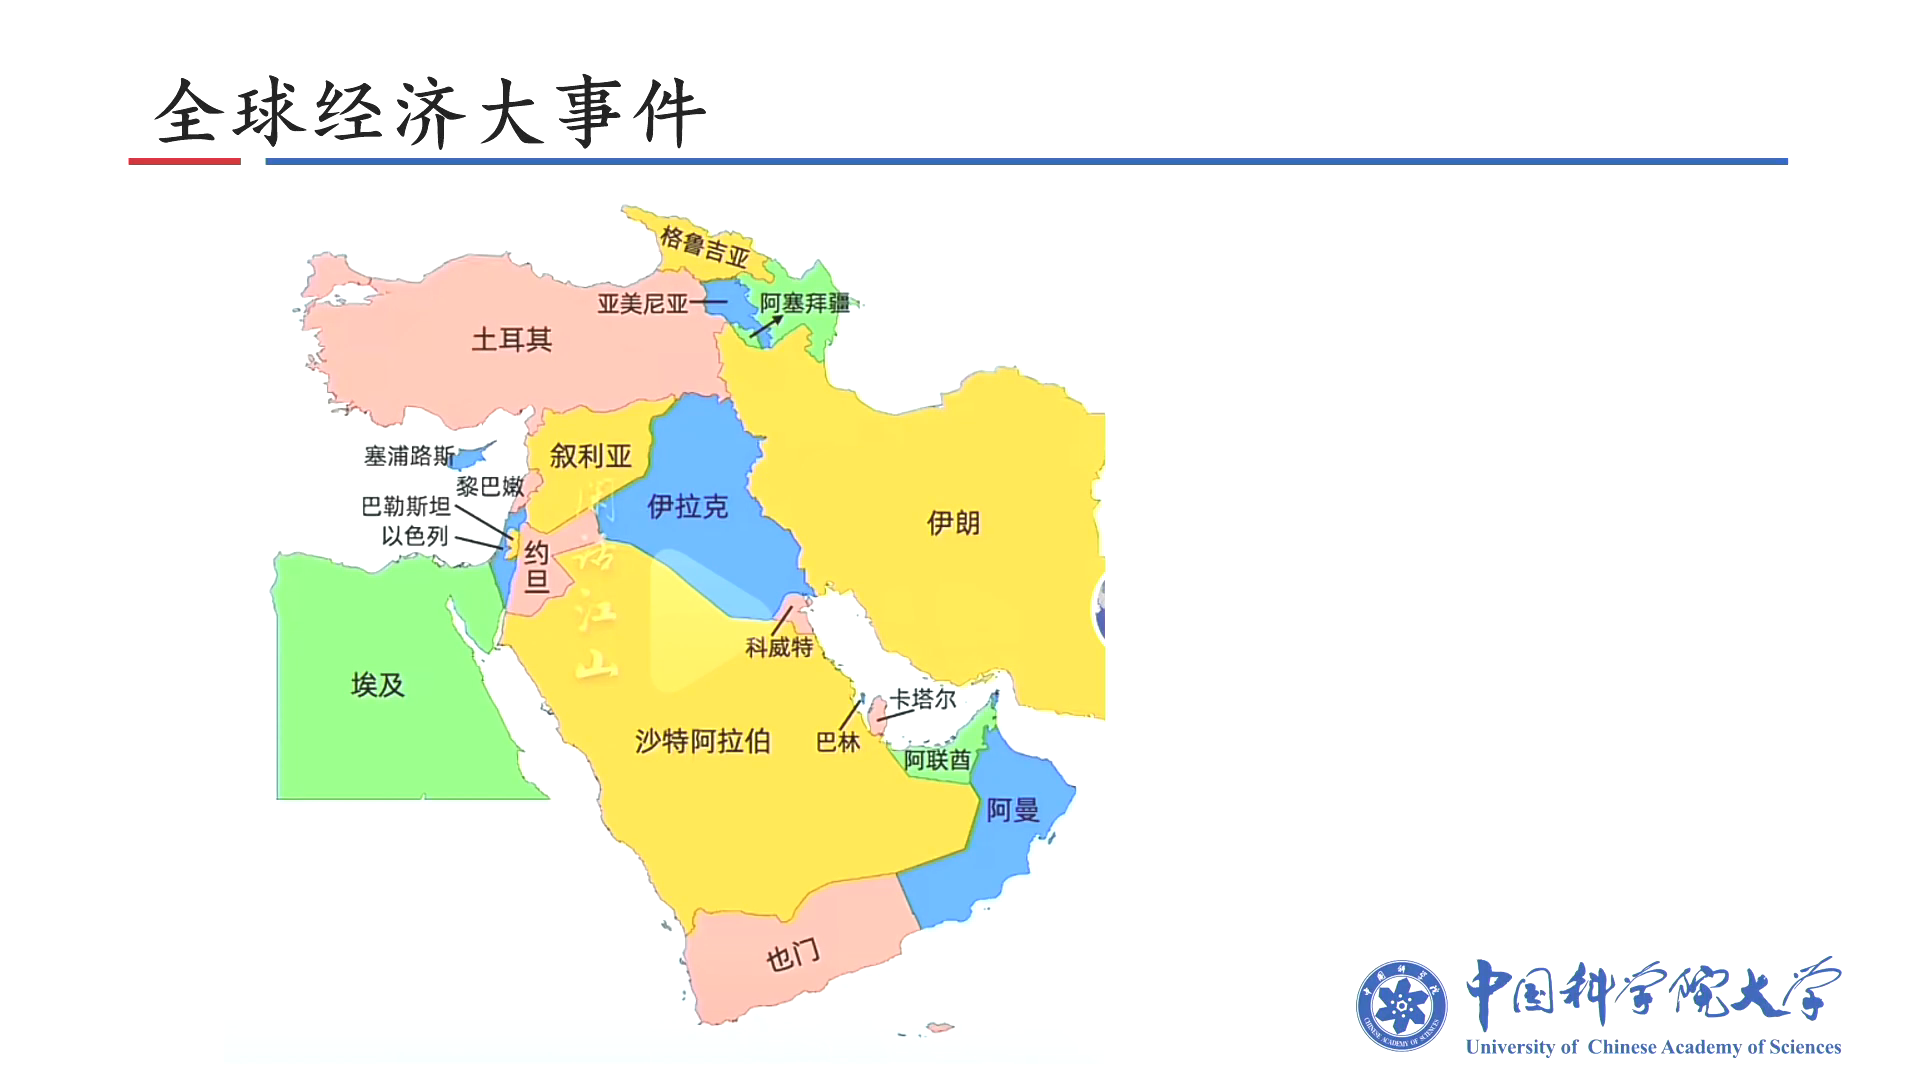 全球经济大事件
格鲁吉亚
亚美尼亚
阿塞拜疆
土耳其
塞浦路斯
叙利亚
黎巴嫩
巴勒斯坦
以色列
约旦
伊拉克
伊朗
闲话江山
科威特
埃及
沙特阿拉伯
巴林
卡塔尔
阿联酋
阿曼
也门
中国科学院大学
University of Chinese Academy of Sciences